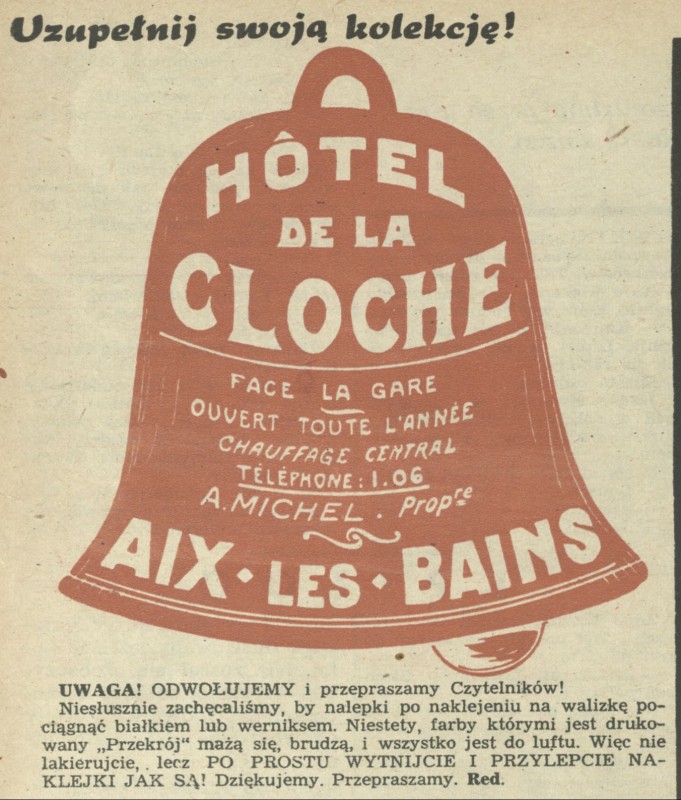 Uzupełnij swoją kolekcję!
HÔTEL
DE LA
CLOCHE
FACE LA GARE
OUVERT TOUTE L'ANNÉE
CHAUFFAGE CENTRAL
TÉLÉPHONE: 1.06
A. MICHEL. Propre
AIX·LES·BAINS
UWAGA! ODWOŁUJEMY i przepraszamy Czytelników!
Niesłusznie zachęcaliśmy, by nalepki po naklejeniu na walizkę po-
ciągnąć białkiem lub werniksem. Niestety, farby którymi jest druko-
wany „Przekrój” mażą się, brudzą, i wszystko jest do luftu. Więc nie
lakierujcie, lecz PO PROSTU WYTNIJCIE I PRZYLEPCIE NA-
KLEJKI JAK SĄ! Dziękujemy. Przepraszamy. Red.